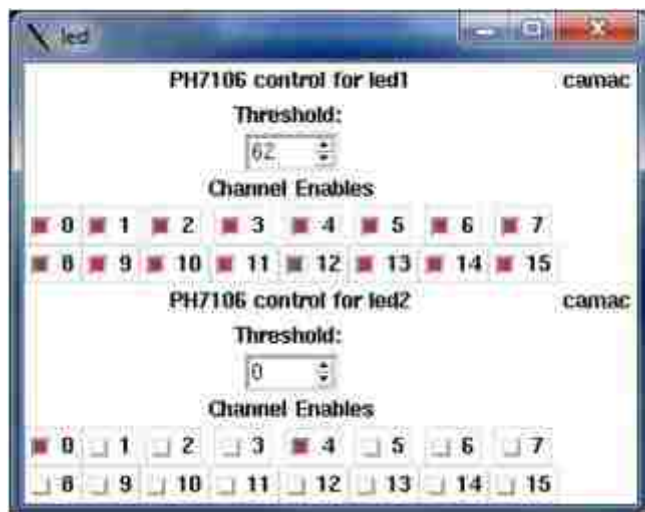 led
PH7106 control for led1 camac
Threshold:
62
Channel Enables
0 1 2 3 4 5 6 7
8 9 10 11 12 13 14 15
PH7106 control for led2 camac
Threshold:
0
Channel Enables
0 1 2 3 4 5 6 7
8 9 10 11 12 13 14 15